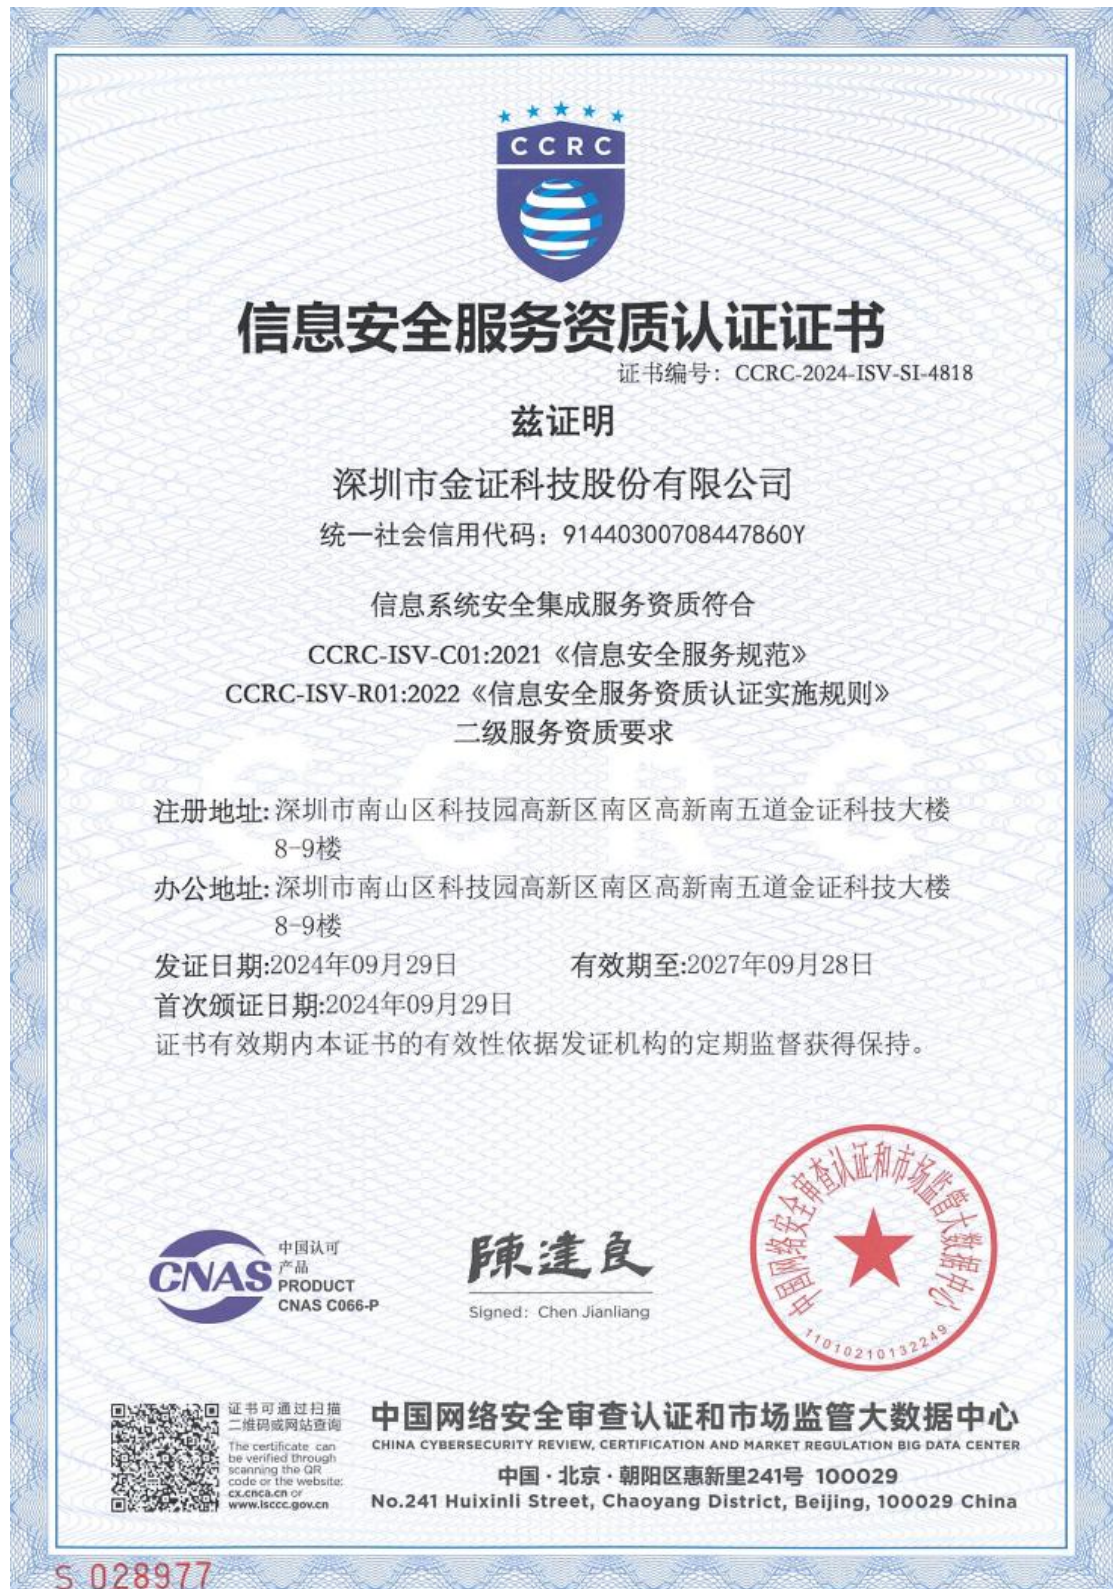 CCRC
信息安全服务资质认证证书
证书编号：CCRC-2024-ISV-SI-4818
兹证明
深圳市金证科技股份有限公司
统一社会信用代码：91440300708447860Y
信息系统安全集成服务资质符合
CCRC-ISV-C01:2021《信息安全服务规范》
CCRC-ISV-R01:2022《信息安全服务资质认证实施规则》
二级服务资质要求
CCRC
注册地址:深圳市南山区科技园高新区南区高新南五道金证科技大楼
8-9楼
办公地址:深圳市南山区科技园高新区南区高新南五道金证科技大楼
8-9楼
发证日期:2024年09月29日 有效期至:2027年09月28日
首次颁证日期:2024年09月29日
证书有效期内本证书的有效性依据发证机构的定期监督获得保持。
CNAS
中国认可
产品
PRODUCT
CNAS C066-P
陳建良
Signed: Chen Jianliang
中国网络安全审查认证和市场监管大数据中心
11010210132249
证书可通过扫描
二维码或网站查询
The certificate can
be verified through
scanning the QR
code or the website:
cx.cnca.cn or
www.isccc.gov.cn
中国网络安全审查认证和市场监管大数据中心
CHINA CYBERSECURITY REVIEW, CERTIFICATION AND MARKET REGULATION BIG DATA CENTER
中国·北京·朝阳区惠新里241号 100029
No.241 Huixinli Street, Chaoyang District, Beijing, 100029 China
S 028977